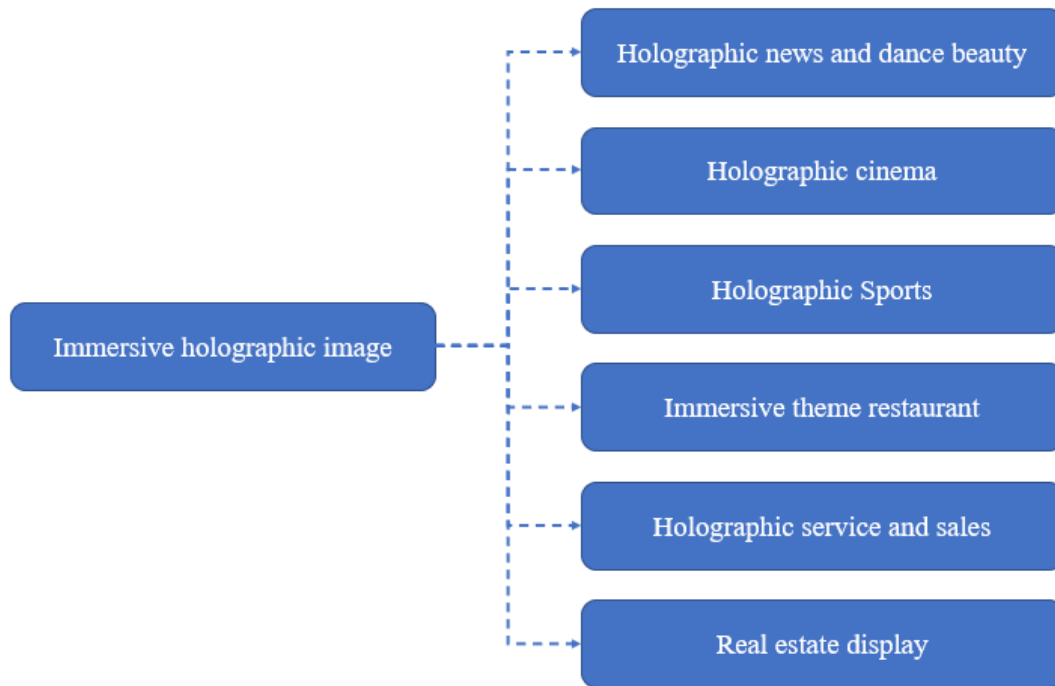 Holographic news and dance beauty
Holographic cinema
Holographic Sports
Immersive holographic image
Immersive theme restaurant
Holographic service and sales
Real estate display